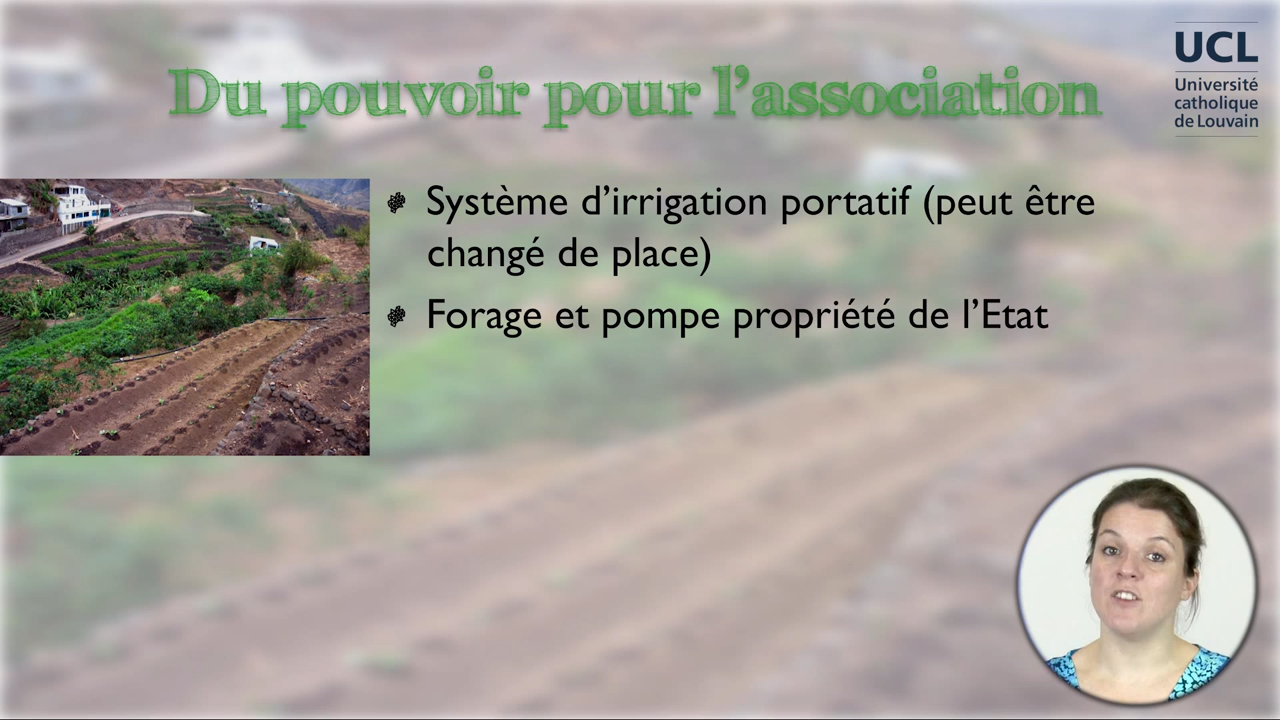 Du pouvoir pour l’association
UCL
Université
catholique
de Louvain
Système d’irrigation portatif (peut être
changé de place)
Forage et pompe propriété de l’Etat